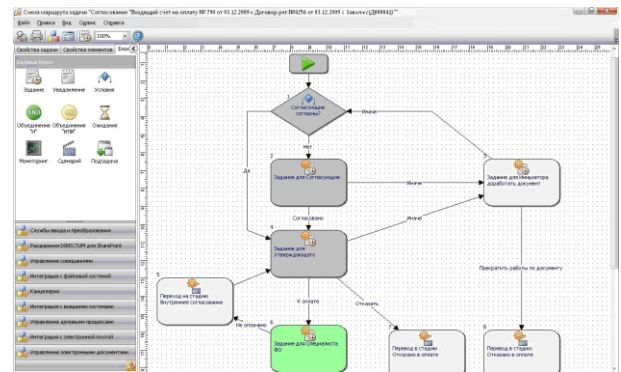 Схема маршрута задачи "Согласование "Входящий счет на оплату № 790 от 03.12.2009 к Договор рег.№4256 от 03.12.2009 с Заволокс(ДД00044)""
Файл Правка Вид Сервис Справка
100%
Свойства задачи Свойства элементов Блоки
Базовые блоки
Задание Уведомление Условие
AND
Объединение "И"
Объединение "ИЛИ"
Ожидание
Мониторинг Сценарий Подзадача
Службы ввода и преобразования
Расширения DIRECTUM для SharePoint
Управление совещаниями
Интеграция с файловой системой
Канцелярия
Интеграция с внешними системами
Управление деловыми процессами
Интеграция с электронной почтой
Управление электронными документами
1
Согласующие согласны?
Иначе
Да
Нет
2
Задание для Согласующие
Иначе
3
Задание для Инициатора
доработать документ
Согласовано
Иначе
4
Задание для
Утверждающего
Прекратить работы по документу
5
Переход на стадию
Внутреннее согласование
К оплате
Отказать
Не оплачено
6
Задание для Специалиста
ФО
7
Перевод в стадию
Отказано в оплате
Перевод в стадию
Отказано в оплате